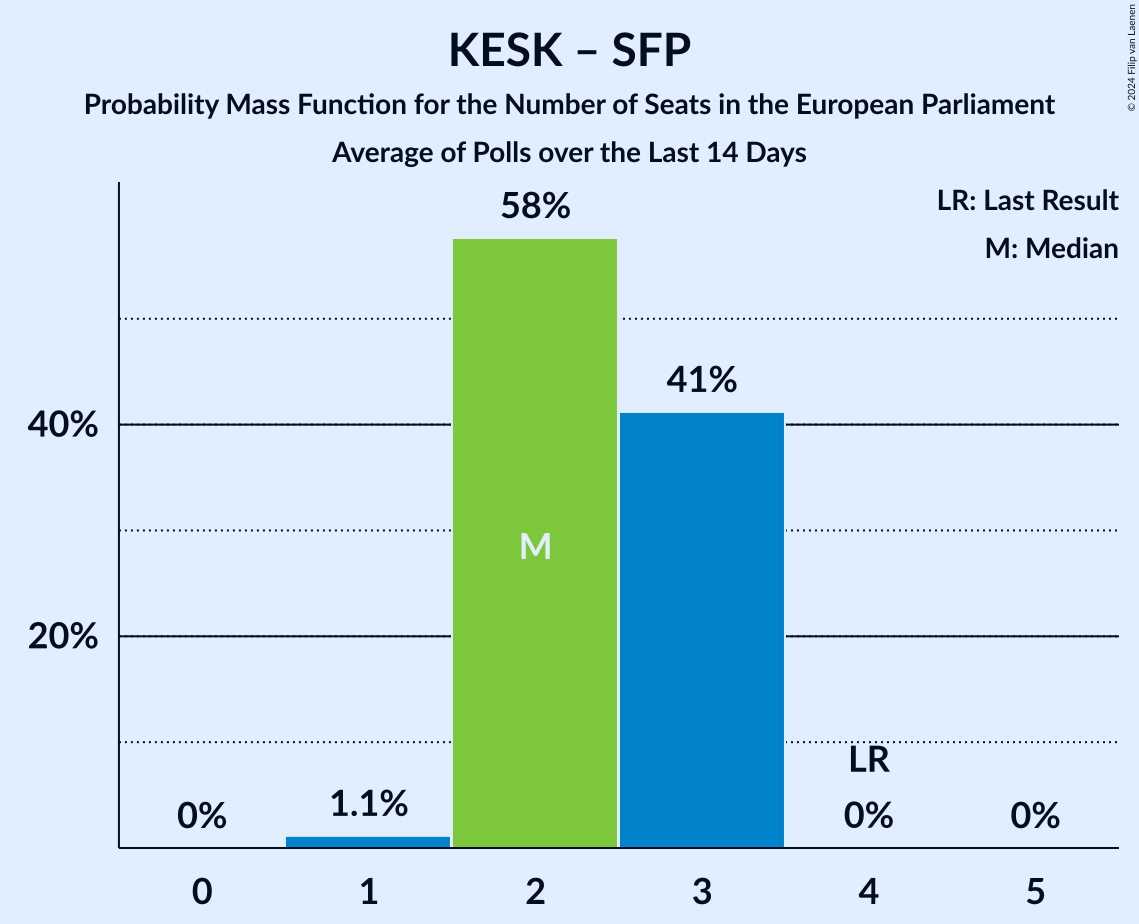 KESK – SFP
Probability Mass Function for the Number of Seats in the European Parliament
Average of Polls over the Last 14 Days
© 2024 Filip van Laenen
LR: Last Result
M: Median
58%
41%
40%
M
20%
LR
0%
1.1%
0%
0%
0
1
2
3
4
5